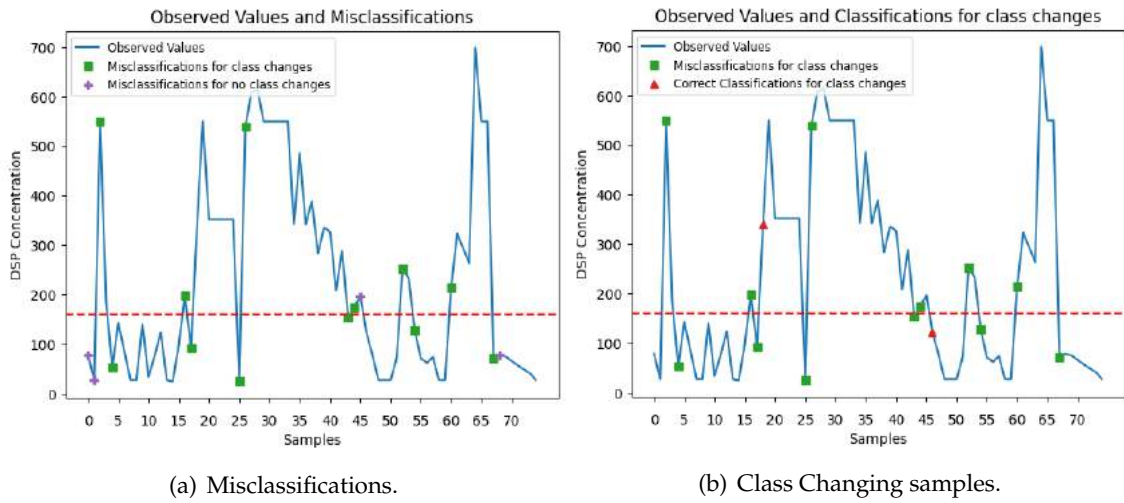 Observed Values and Misclassifications
Observed Values
Misclassifications for class changes
Misclassifications for no class changes
DSP Concentration
700
600
500
400
300
200
100
0
0 5 10 15 20 25 30 35 40 45 50 55 60 65 70
Samples
(a) Misclassifications.
Observed Values and Classifications for class changes
Observed Values
Misclassifications for class changes
Correct Classifications for class changes
DSP Concentration
700
600
500
400
300
200
100
0
0 5 10 15 20 25 30 35 40 45 50 55 60 65 70
Samples
(b) Class Changing samples.